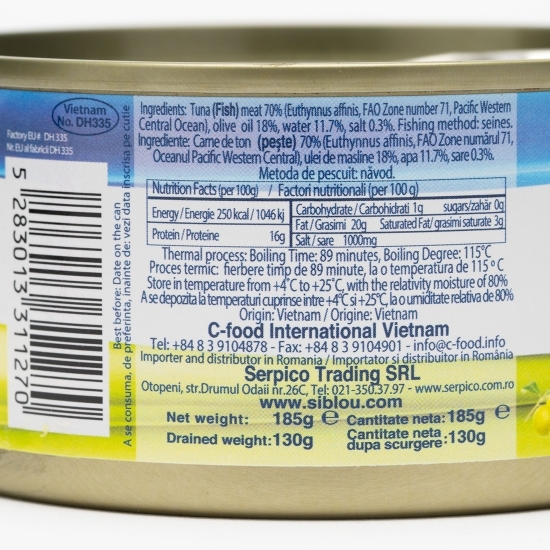 Vietnam
No. DH335
Factory EU# DH 335
Nr. EU al fabricii DH 335
5 283013 311270
Best before: Date on the can
A se consuma, de preferinta, inainte de: vezi data inscrisa pe cutie
Ingredients: Tuna (Fish) meat 70% (Euthynnus affinis, FAO Zone number 71, Pacific Western
Central Ocean), olive oil 18%, water 11.7%, salt 0.3%. Fishing method: seines.
Ingrediente: Carne de ton (pește) 70% (Euthynnus affinis, FAO Zone numărul 71,
Oceanul Pacific Western Central), ulei de masline 18%, apa 11.7%, sare 0.3%.
Metoda de pescuit: năvod.
Nutrition Facts (per 100g) / Factori nutritionali (per 100 g)
Energy / Energie 250 kcal / 1046 kj
Protein / Proteine 16g
Carbohydrate / Carbohidrati 1g sugars/zahăr 0g
Fat / Grasimi 20g Saturated Fat/ grasimi saturate 3g
Salt / sare 1000mg
Thermal process: Boiling Time: 89 minutes, Boiling Degree: 115°C
Proces termic: fierbere timp de 89 minute, la o temperatura de 115 °C
Store in temperature from +4°C to +25°C, with the relativity moisture of 80%
A se depozita la temperaturi cuprinse intre +4°C si +25°C, la o umiditate relativa de 80%
Origin: Vietnam / Origine: Vietnam
C-food International Vietnam
Tel: +84 8 3 9104878 - Fax: +84 8 3 9104901 - info@c-food.info
Importer and distributor in Romania / Importator si distribuitor in România
Serpico Trading SRL
Otopeni, str.Drumul Odaii nr.26C, Tel: 021-350.37.97 - www.serpico.com.ro
www.siblou.com
Net weight: 185g e Cantitate neta: 185g e
Drained weight: 130g Cantitate neta dupa scurgere: 130g